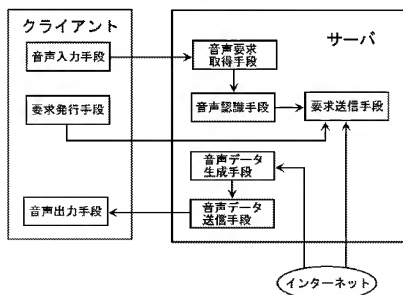 クライアント
サーバ
音声入力手段
音声要求
取得手段
要求発行手段
音声認識手段
要求送信手段
音声データ
生成手段
音声出力手段
音声データ
送信手段
インターネット